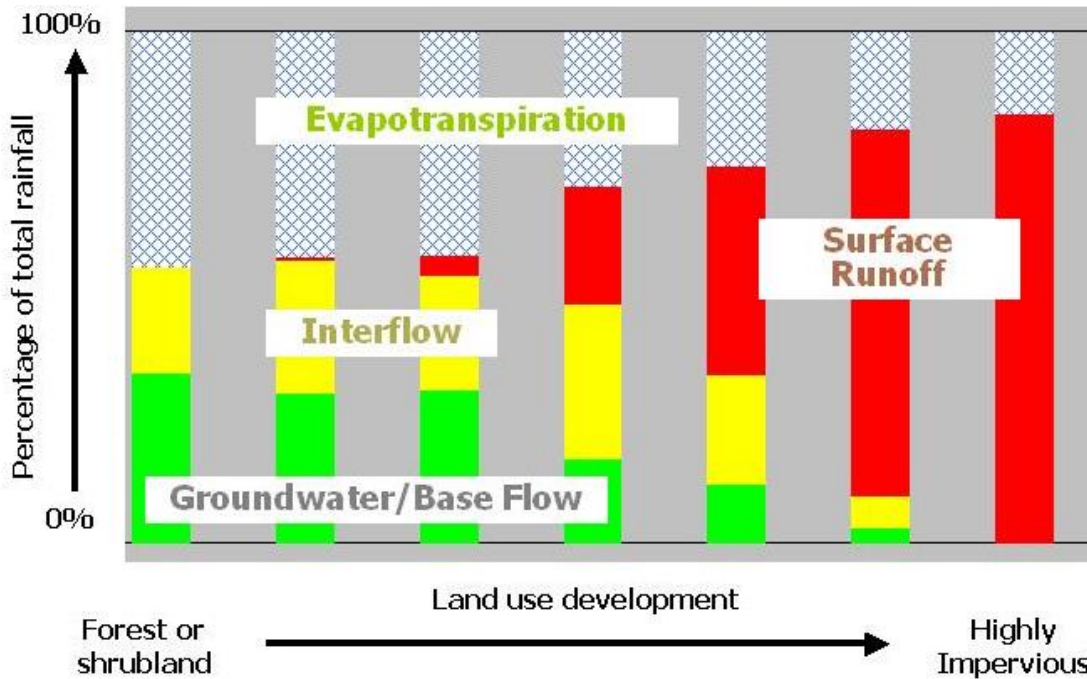 100%
Percentage of total rainfall
0%
Evapotranspiration
Surface
Runoff
Interflow
Groundwater/Base Flow
Land use development
Forest or
shrubland
Highly
Impervious